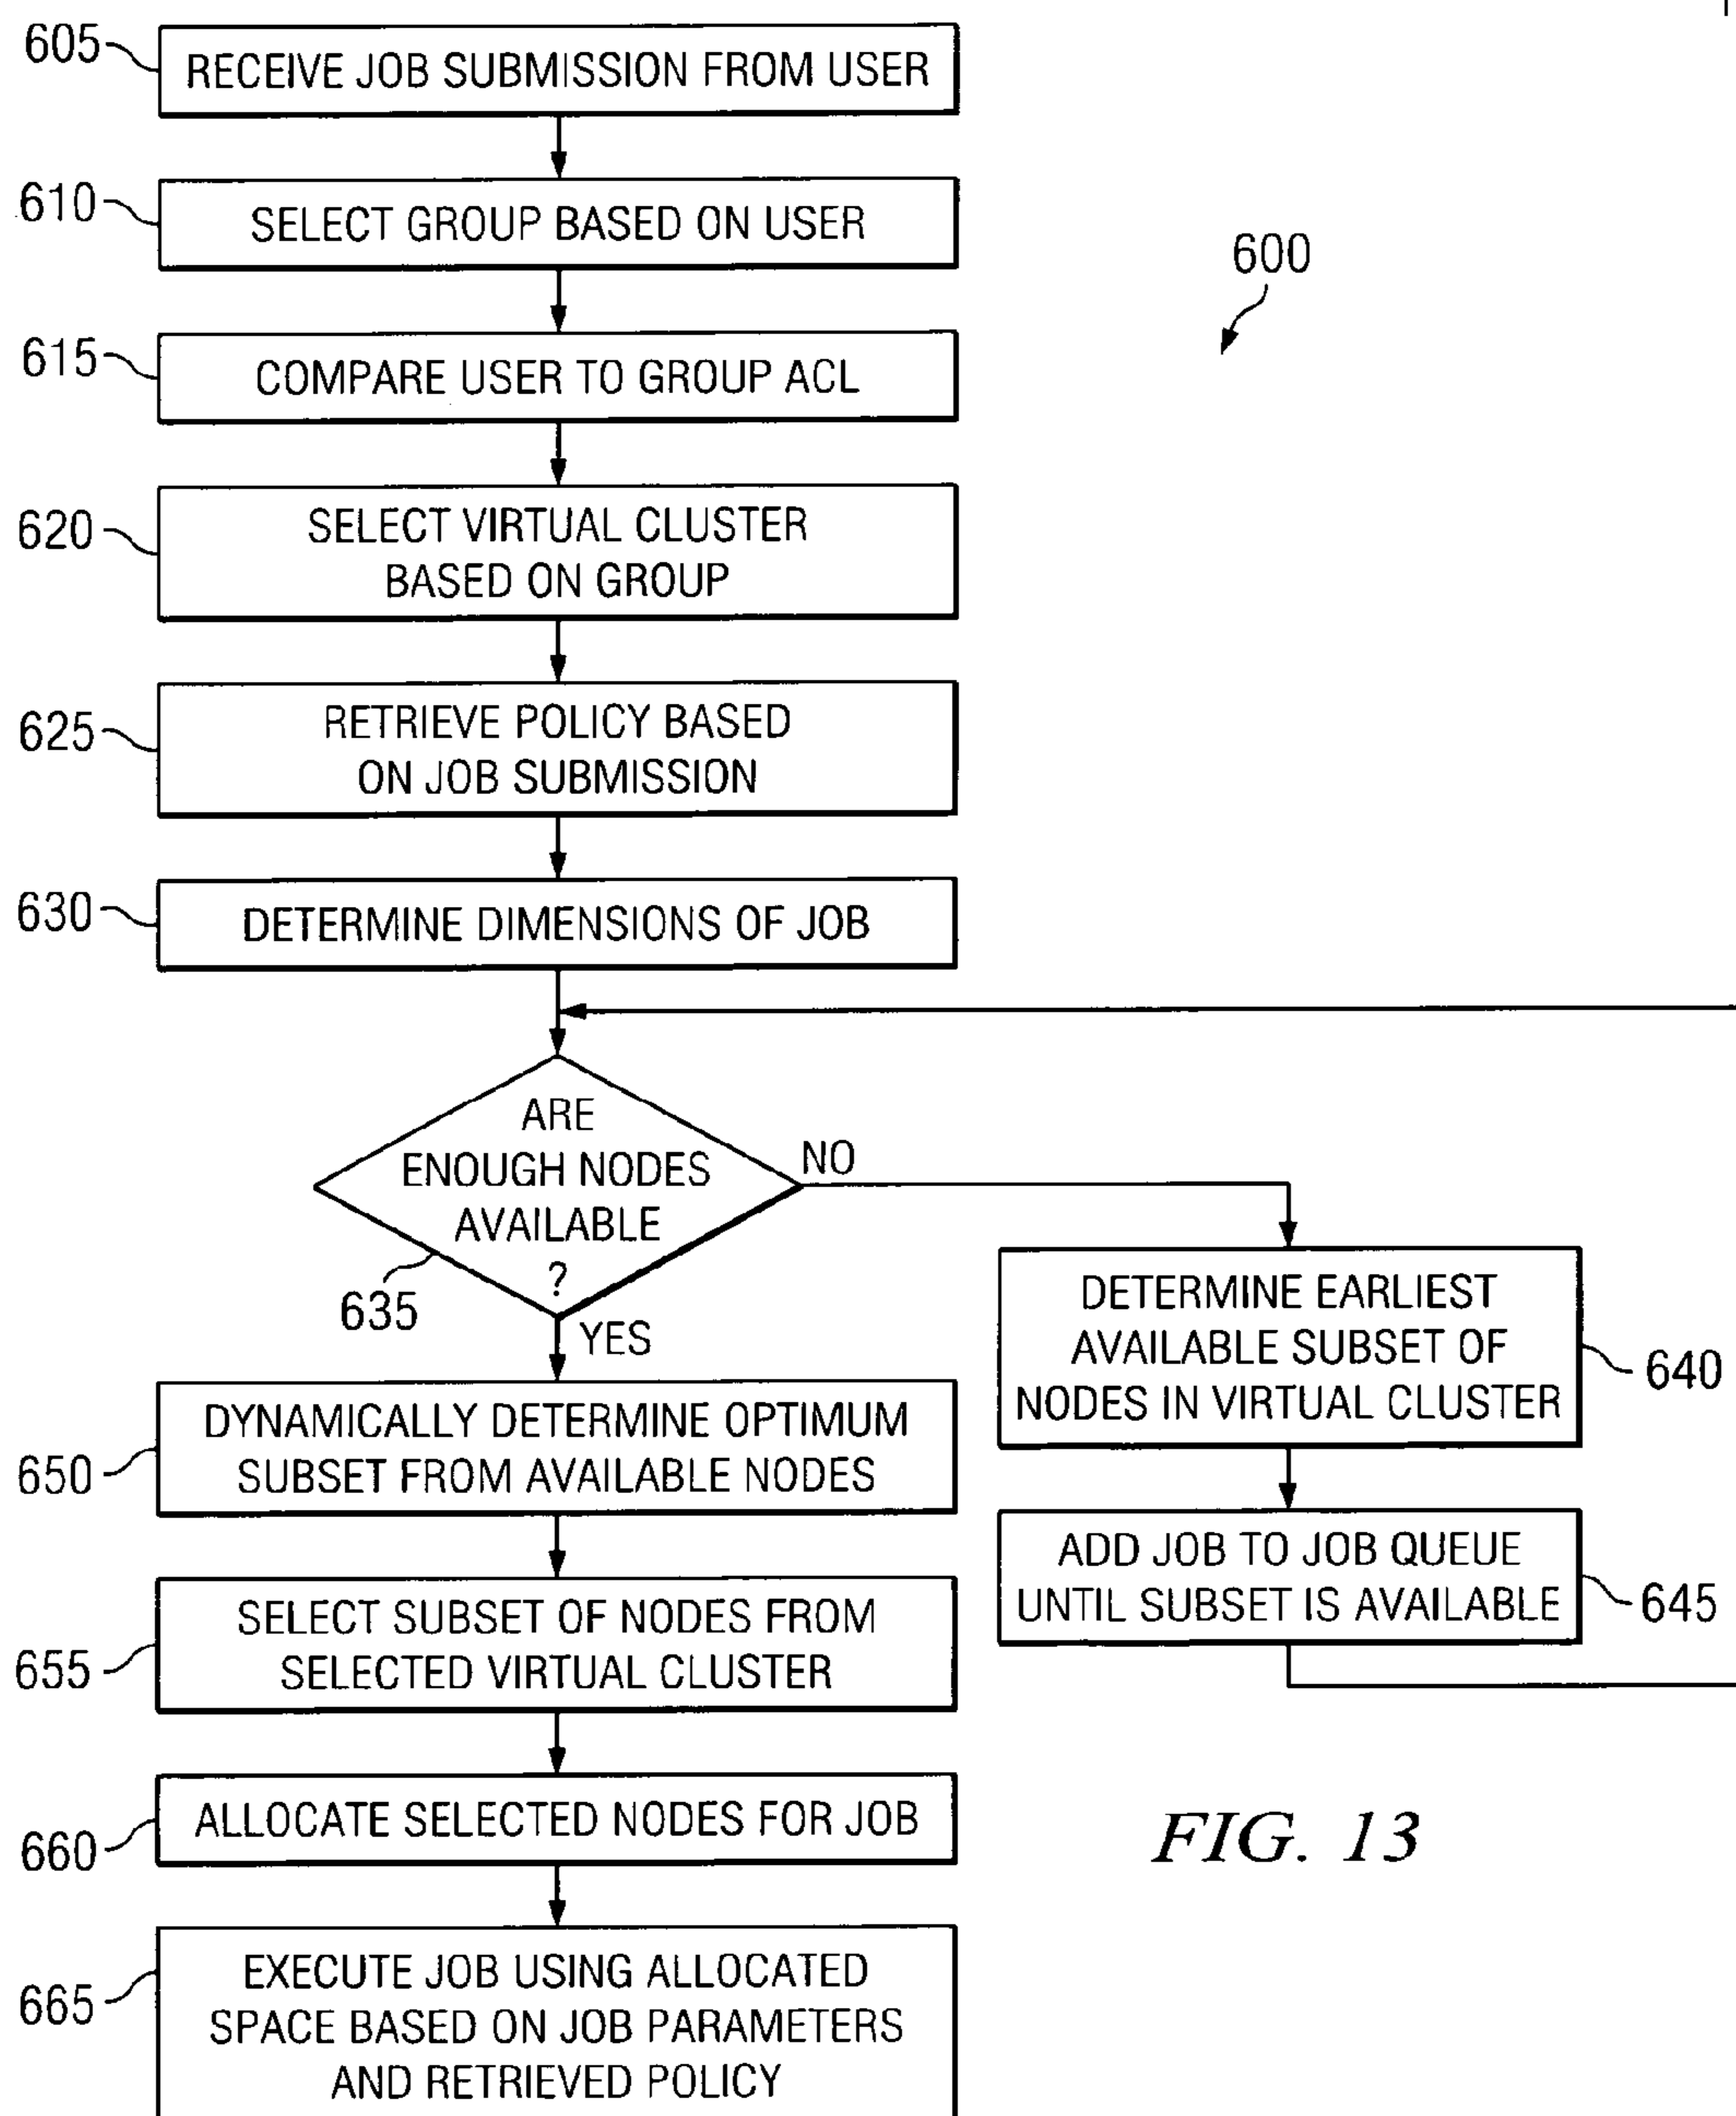 605
RECEIVE JOB SUBMISSION FROM USER
610
SELECT GROUP BASED ON USER
600
615
COMPARE USER TO GROUP ACL
620
SELECT VIRTUAL CLUSTER
BASED ON GROUP
625
RETRIEVE POLICY BASED
ON JOB SUBMISSION
630
DETERMINE DIMENSIONS OF JOB
ARE
ENOUGH NODES
AVAILABLE
?
635
NO
YES
DETERMINE EARLIEST
AVAILABLE SUBSET OF
NODES IN VIRTUAL CLUSTER
640
650
DYNAMICALLY DETERMINE OPTIMUM
SUBSET FROM AVAILABLE NODES
ADD JOB TO JOB QUEUE
UNTIL SUBSET IS AVAILABLE
645
655
SELECT SUBSET OF NODES FROM
SELECTED VIRTUAL CLUSTER
660
ALLOCATE SELECTED NODES FOR JOB
FIG. 13
665
EXECUTE JOB USING ALLOCATED
SPACE BASED ON JOB PARAMETERS
AND RETRIEVED POLICY